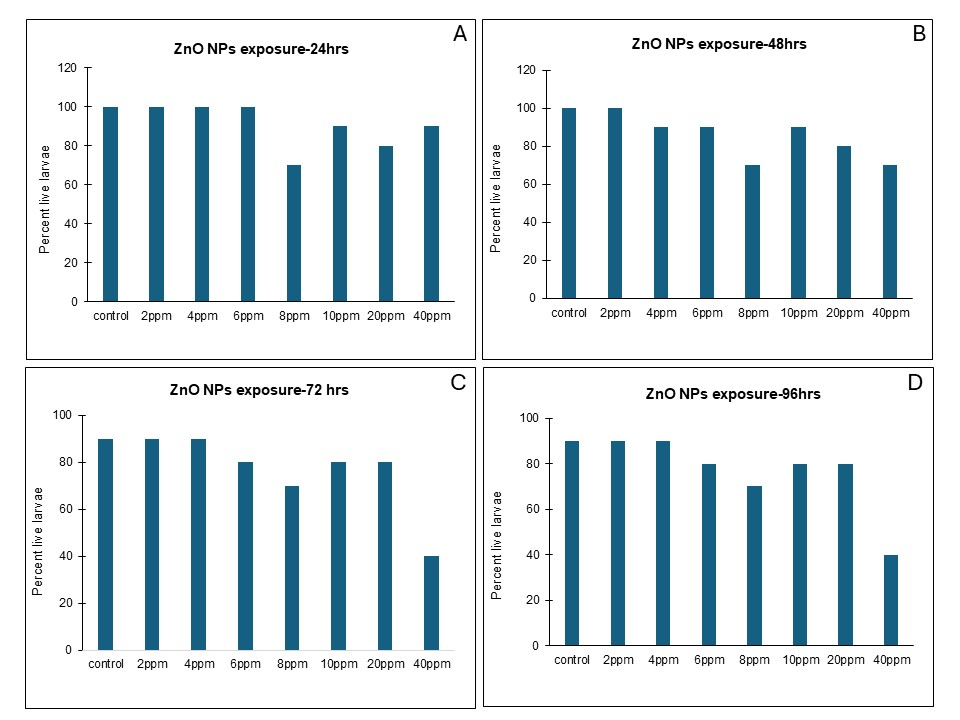 A
ZnO NPs exposure-24hrs
120
100
80
60
40
20
0
Percent live larvae
control 2ppm 4ppm 6ppm 8ppm 10ppm 20ppm 40ppm
B
ZnO NPs exposure-48hrs
120
100
80
60
40
20
0
Percent live larvae
control 2ppm 4ppm 6ppm 8ppm 10ppm 20ppm 40ppm
C
ZnO NPs exposure-72 hrs
100
80
60
40
20
0
Percent live larvae
control 2ppm 4ppm 6ppm 8ppm 10ppm 20ppm 40ppm
D
ZnO NPs exposure-96hrs
100
80
60
40
20
0
Percent live larvae
control 2ppm 4ppm 6ppm 8ppm 10ppm 20ppm 40ppm